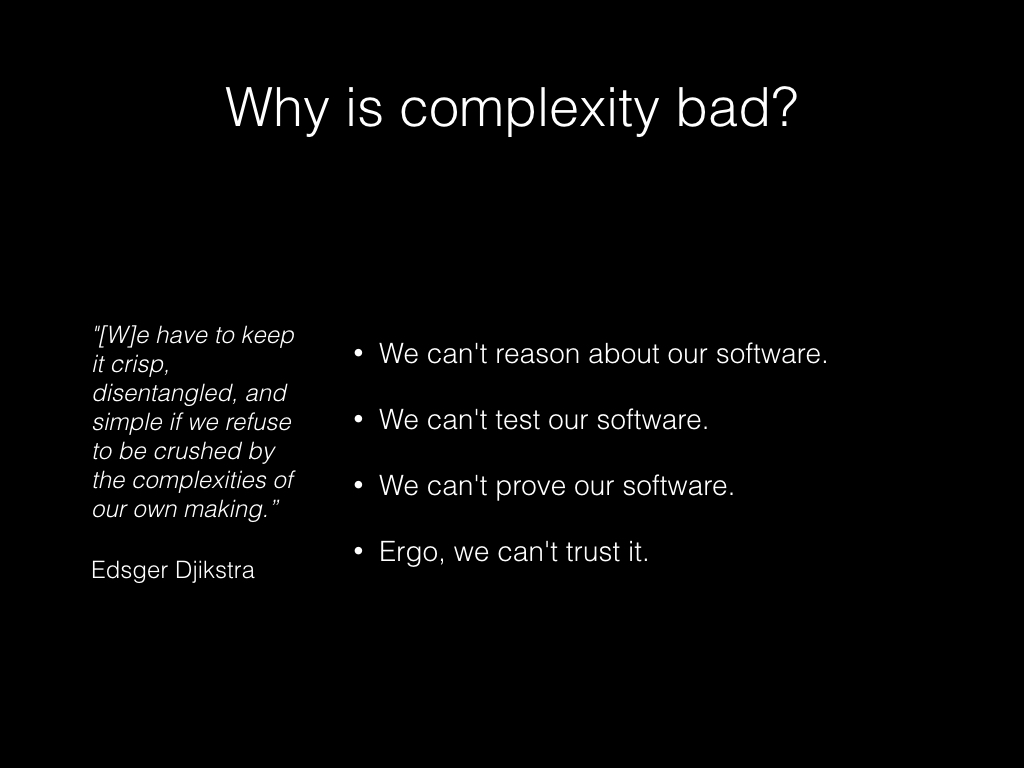 Why is complexity bad?
"[W]e have to keep
it crisp,
disentangled, and
simple if we refuse
to be crushed by
the complexities of
our own making.”
Edsger Djikstra
• We can't reason about our software.
• We can't test our software.
• We can't prove our software.
• Ergo, we can't trust it.